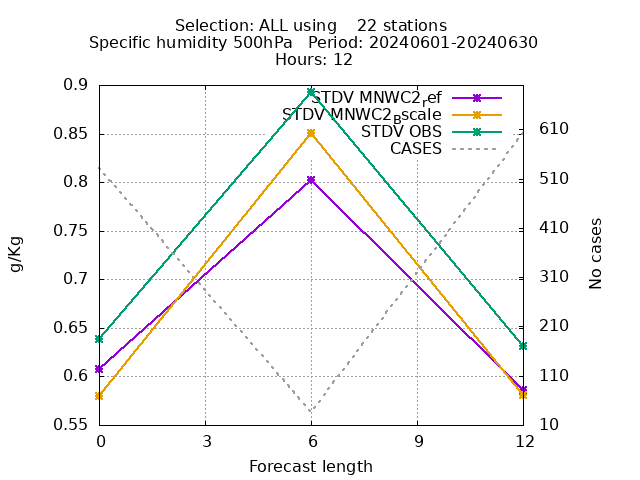 Selection: ALL using    22 stations
Specific humidity 500hPa   Period: 20240601-20240630
Hours: 12
STDV MNWC2ref
STDV MNWC2Bscale
STDV OBS
CASES
0.9
0.85
0.8
0.75
0.7
0.65
0.6
0.55
g/Kg
610
510
410
310
210
110
10
No cases
0 3 6 9 12
Forecast length